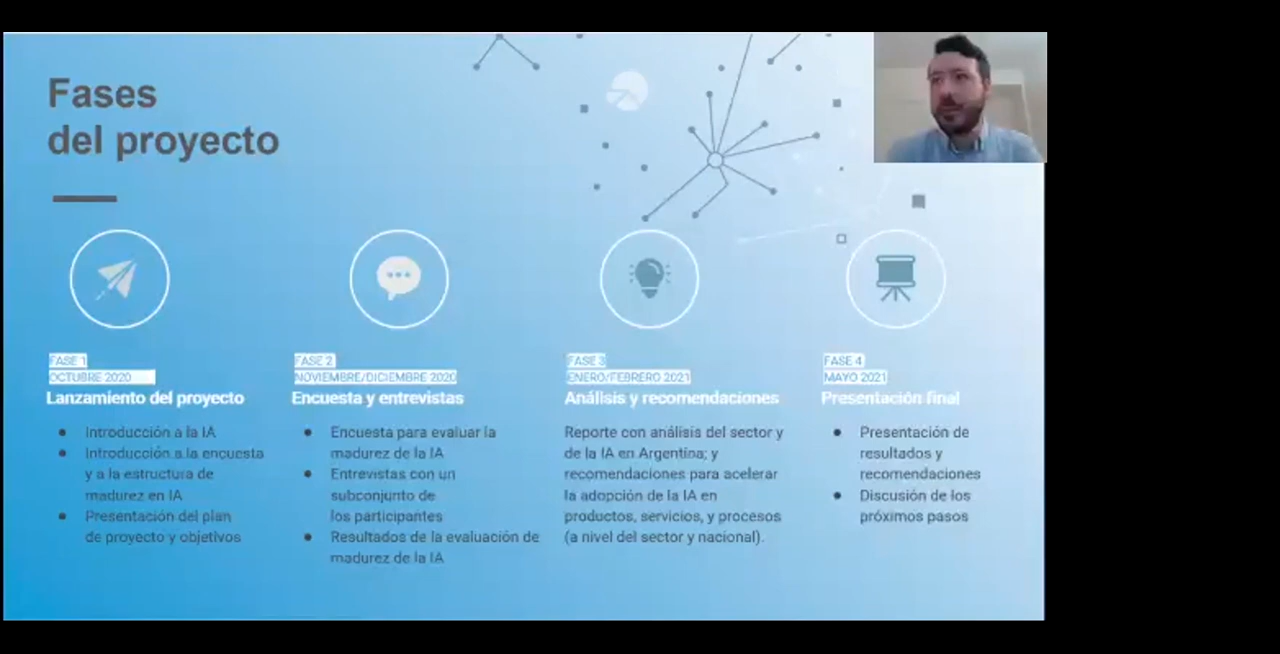 Fases
del proyecto
FASE 1
OCTUBRE 2020
Lanzamiento del proyecto
● Introducción a la IA
● Introducción a la encuesta
y a la estructura de
madurez en IA
● Presentación del plan
de proyecto y objetivos
FASE 2
NOVIEMBRE/DICIEMBRE 2020
Encuesta y entrevistas
● Encuesta para evaluar la
madurez de la IA
● Entrevistas con un
subconjunto de
los participantes
● Resultados de la evaluación de
madurez de la IA
FASE 3
ENERO/FEBRERO 2021
Análisis y recomendaciones
Reporte con análisis del sector y
de la IA en Argentina; y
recomendaciones para acelerar
la adopción de la IA en
productos, servicios, y procesos
(a nivel del sector y nacional).
FASE 4
MAYO 2021
Presentación final
● Presentación de
resultados y
recomendaciones
● Discusión de los
próximos pasos